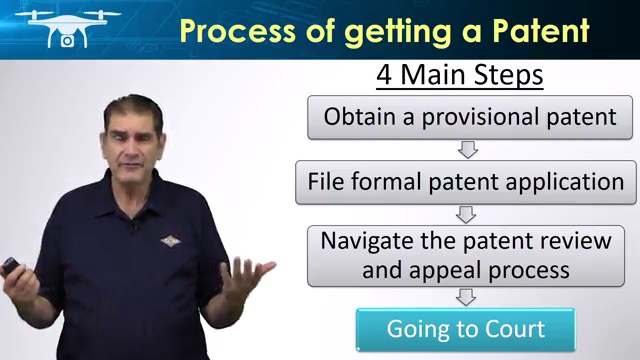 Process of getting a Patent
4 Main Steps
Obtain a provisional patent
File formal patent application
Navigate the patent review
and appeal process
Going to Court